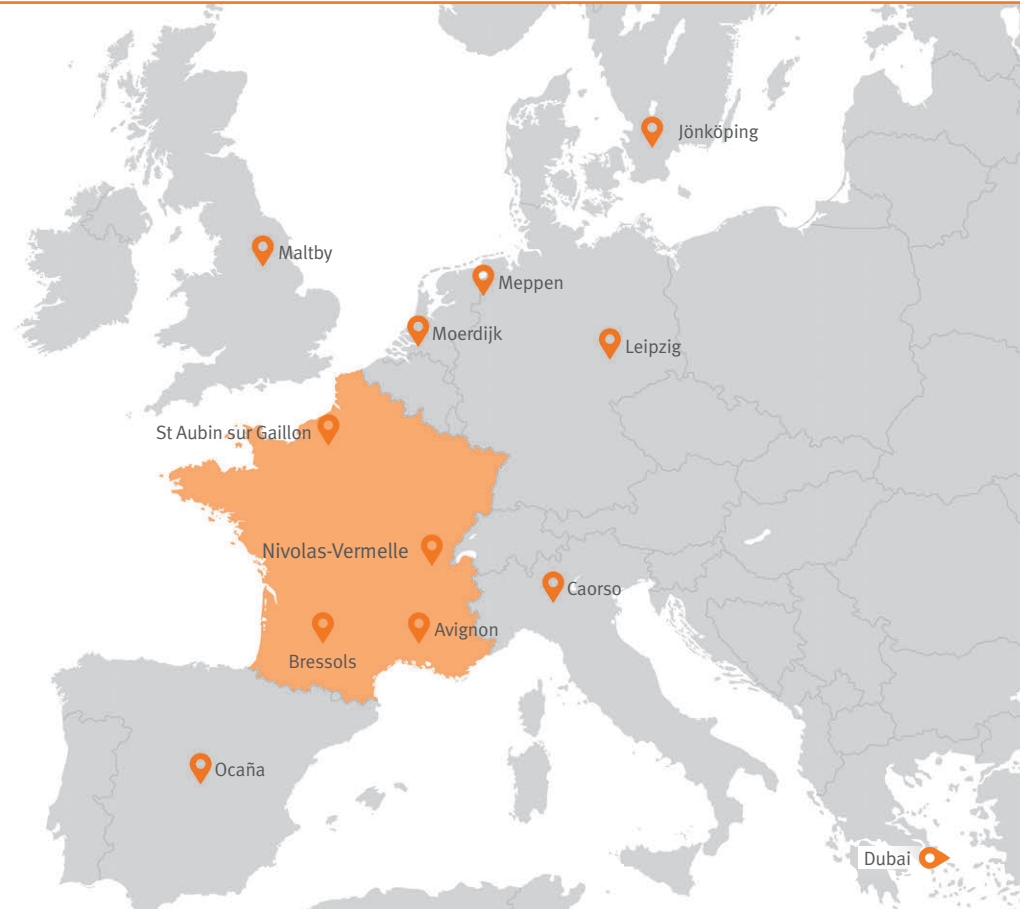 Jönköping
Maltby
Meppen
Moerdijk
Leipzig
St Aubin sur Gaillon
Nivolas-Vermelle
Caorso
Avignon
Bressols
Ocaña
Dubai